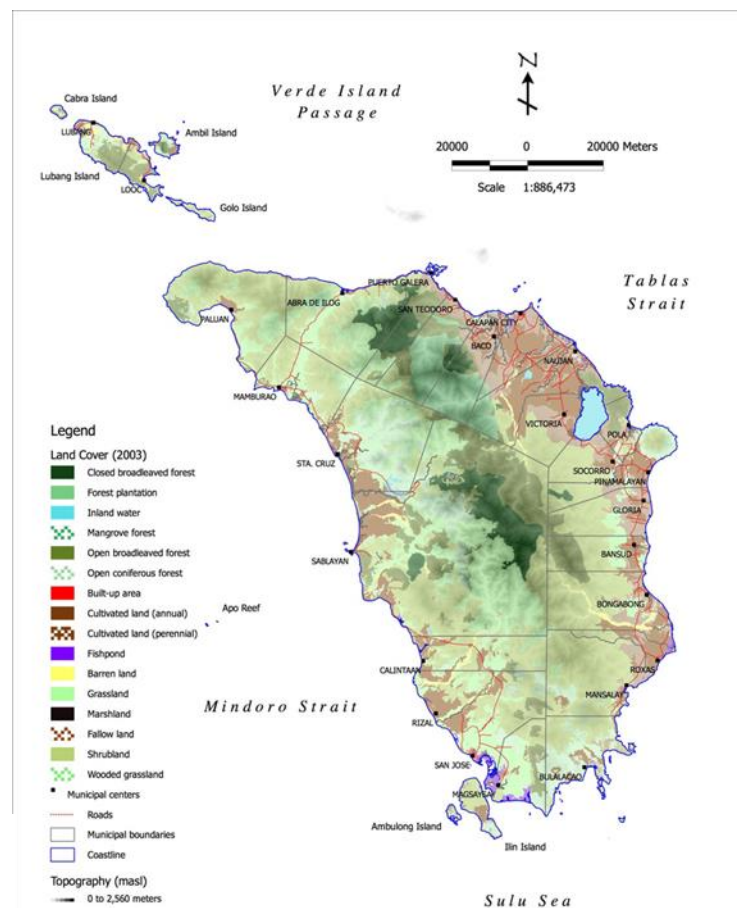 Verde Island
Passage
Cabra Island
Ambil Island
LUBANG
Lubang Island
LOOC
Golo Island
Z
20000 0 20000 Meters
Scale 1:886,473
Tablas
Strait
PUERTO GALERA
ABRA DE ILOG
SAN TEODORO
PALUAN
CALAPAN CITY
BACO
NAUJAN
MAMBURAO
VICTORIA
POLA
STA. CRUZ
SOCORRO
PINAMALAYAN
GLORIA
SABLAYAN
BANSUD
BONGABONG
Apo Reef
CALINTAAN
ROXAS
MANSALAY
Mindoro Strait
RIZAL
SAN JOSE
BULALACAO
MAGSAYSAY
Ambulong Island
Ilin Island
Sulu Sea
Legend
Land Cover (2003)
Closed broadleaved forest
Forest plantation
Inland water
Mangrove forest
Open broadleaved forest
Open coniferous forest
Built-up area
Cultivated land (annual)
Cultivated land (perennial)
Fishpond
Barren land
Grassland
Marshland
Fallow land
Shrubland
Wooded grassland
Municipal centers
Roads
Municipal boundaries
Coastline
Topography (masl)
0 to 2,560 meters